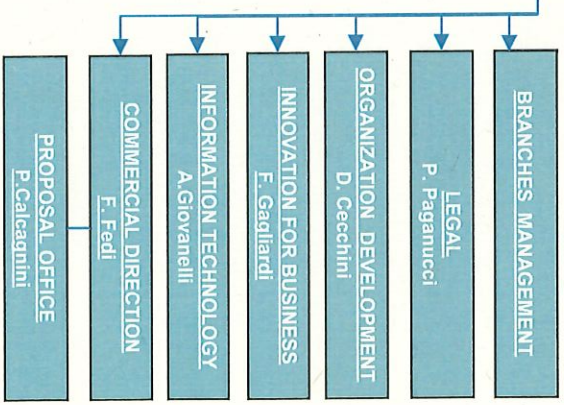 BRANCHES MANAGEMENT
LEGAL
P. Paganucci
ORGANIZATION DEVELOPMENT
D. Cecchini
INNOVATION FOR BUSINESS
F. Gagliardi
INFORMATION TECHNOLOGY
A.Giovanelli
COMMERCIAL DIRECTION
F. Fedi
PROPOSAL OFFICE
P.Calcagnini